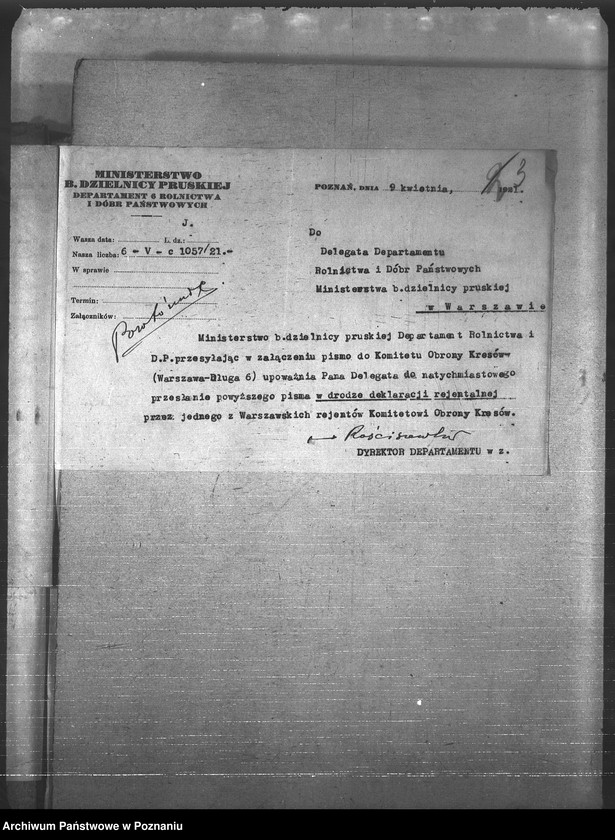 MINISTERSTWO
B. DZIELNICY PRUSKIEJ
DEPARTAMENT 6 ROLNICTWA
I DÓBR PAŃSTWOWYCH
J.
Wasza data: L. dz.:
Nasza liczba: 6 - V - c 1057/21.-
W sprawie
Termin:
Załączników:
3
POZNAŃ, DNIA 9 kwietnia, 1921.
Do
Delegata Departamentu
Rolnictwa i Dóbr Państwowych
Ministerstwa b.dzielnicy pruskiej
w Warszawie
Ministerstwo b.dzielnicy pruskiej Departament Rolnictwa i
D.P.przesyłając w załączeniu pismo do Komitetu Obrony Kresów
(Warszawa-Długa 6) upoważnia Pana Delegata do natychmiastowego
przesłanie powyższego pisma w drodze deklaracji rejentalnej
przez jednego z Warszawskich rejentów Komitetowi Obrony Kresów.
DYREKTOR DEPARTAMENTU w z.
Archiwum Państwowe w Poznaniu